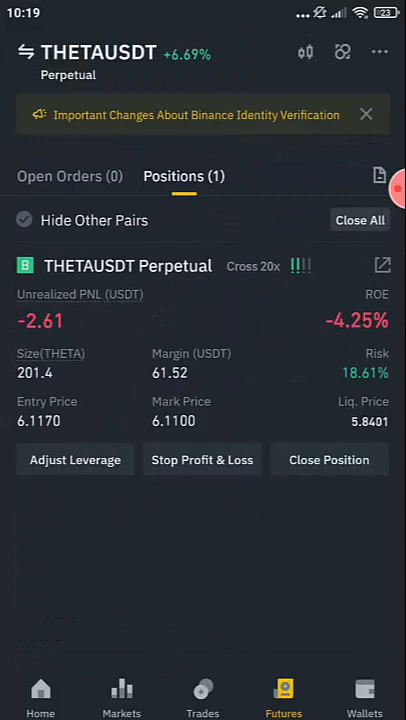 10:19
23
THETAUSDT +6.69%
Perpetual
Important Changes About Binance Identity Verification
Open Orders (0) Positions (1)
Hide Other Pairs Close All
B THETAUSDT Perpetual Cross 20x
Unrealized PNL (USDT) ROE
-2.61 -4.25%
Size(THETA) Margin (USDT) Risk
201.4 61.52 18.61%
Entry Price Mark Price Liq. Price
6.1170 6.1100 5.8401
Adjust Leverage Stop Profit & Loss Close Position
Home Markets Trades Futures Wallets